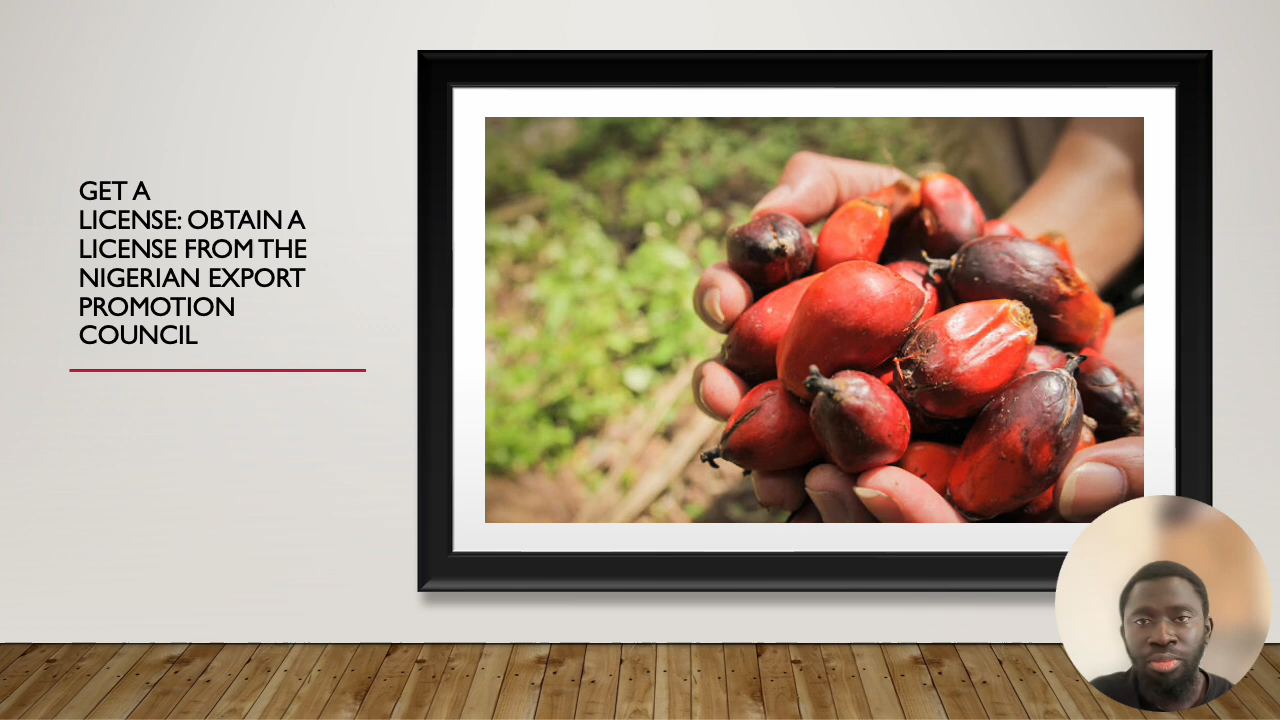 GET A
LICENSE: OBTAIN A
LICENSE FROM THE
NIGERIAN EXPORT
PROMOTION
COUNCIL